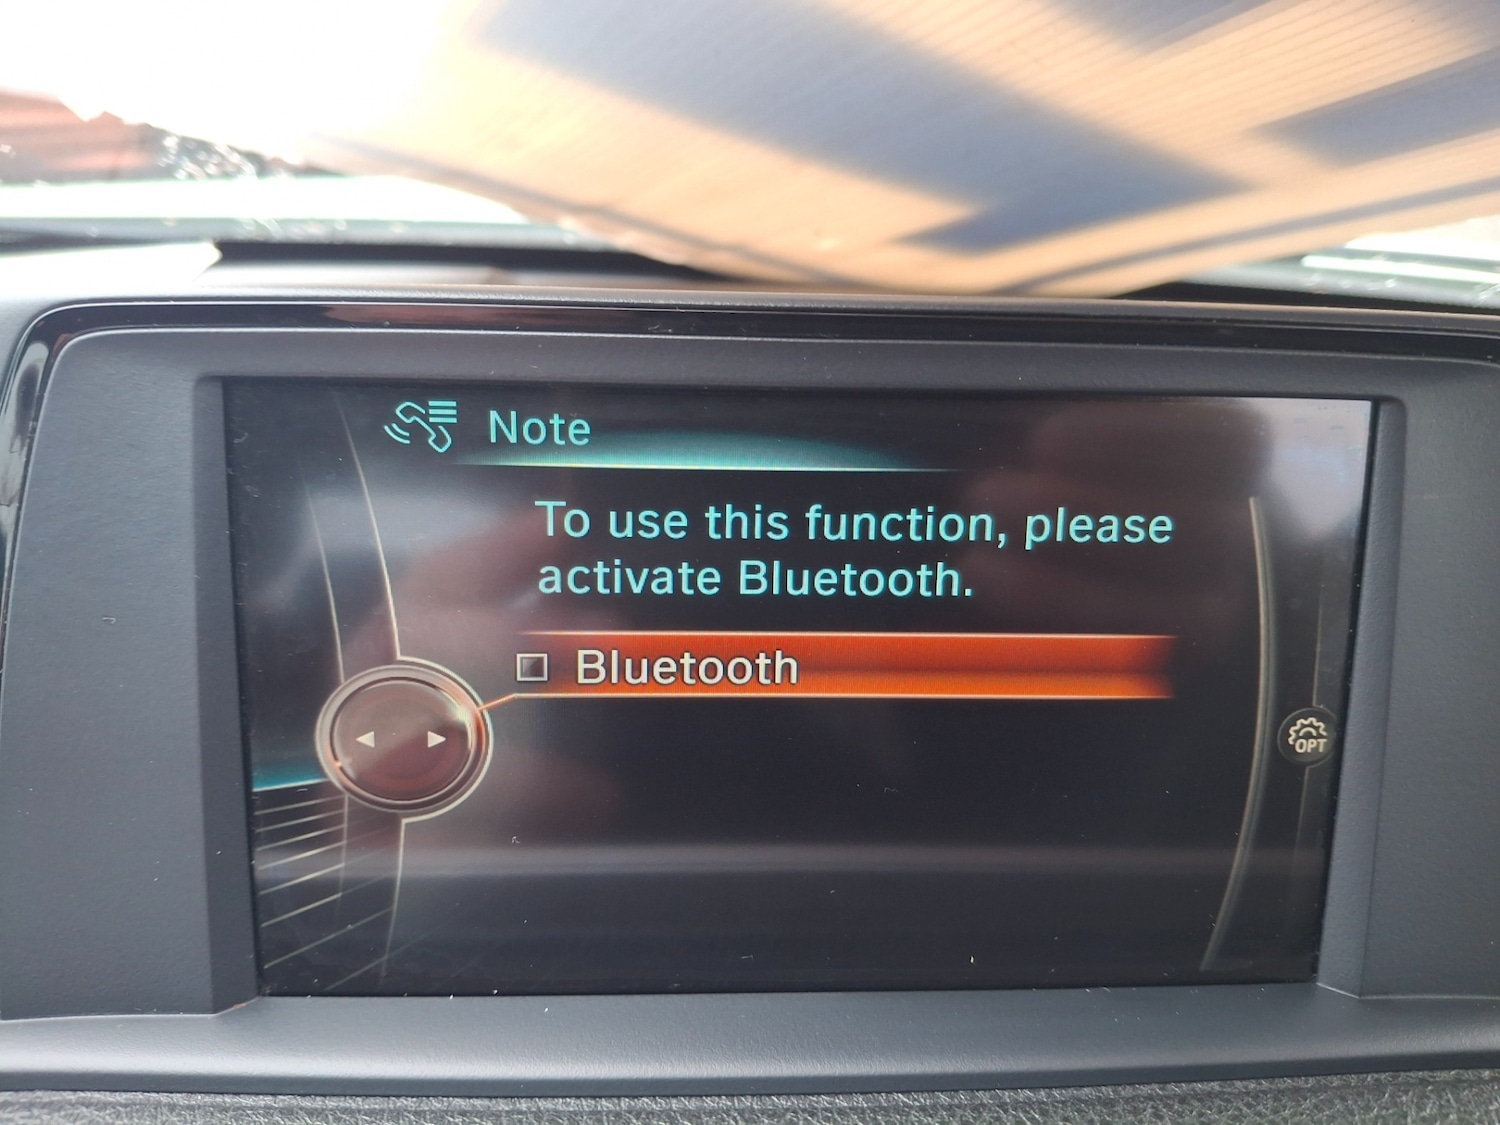 Note
To use this function, please
activate Bluetooth.
Bluetooth
OPT